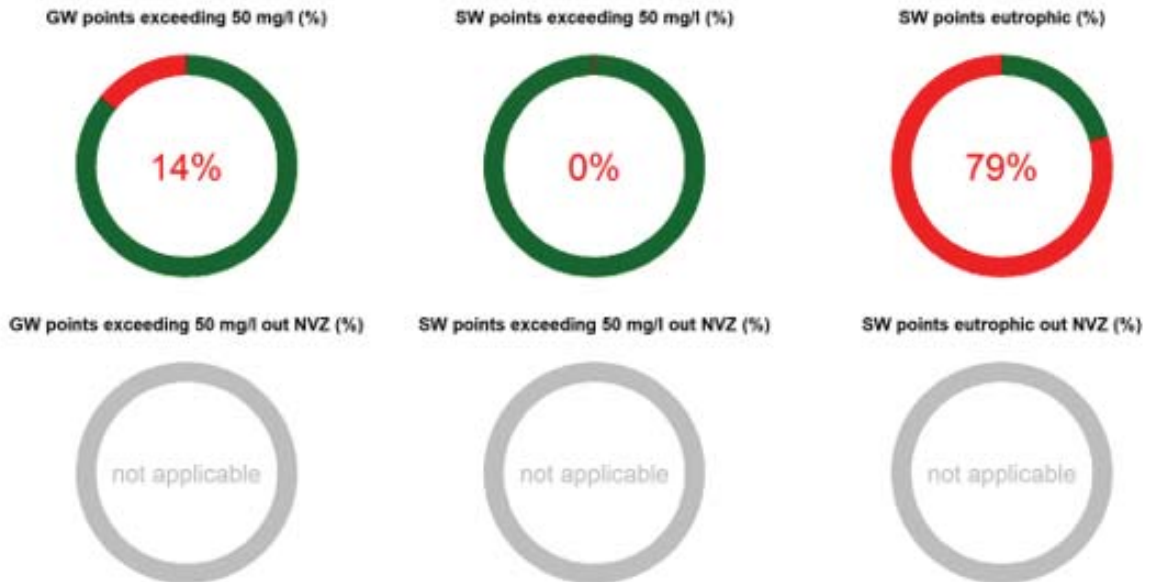 GW points exceeding 50 mg/l (%)
SW points exceeding 50 mg/l (%)
SW points eutrophic (%)
14%
0%
79%
GW points exceeding 50 mg/l out NVZ (%)
SW points exceeding 50 mg/l out NVZ (%)
SW points eutrophic out NVZ (%)
not applicable
not applicable
not applicable